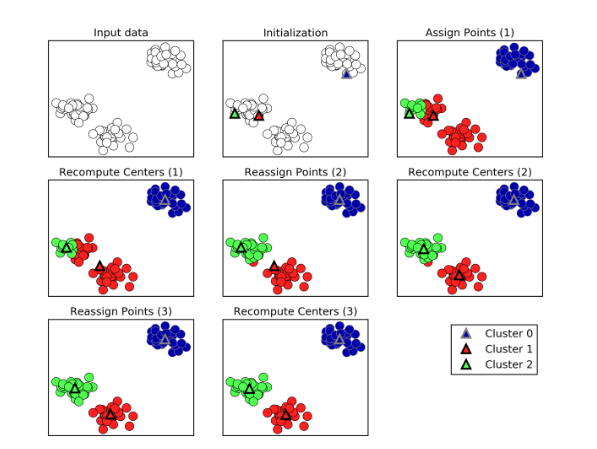 Input data
Initialization
Assign Points (1)
Recompute Centers (1)
Reassign Points (2)
Recompute Centers (2)
Reassign Points (3)
Recompute Centers (3)
Cluster 0
Cluster 1
Cluster 2